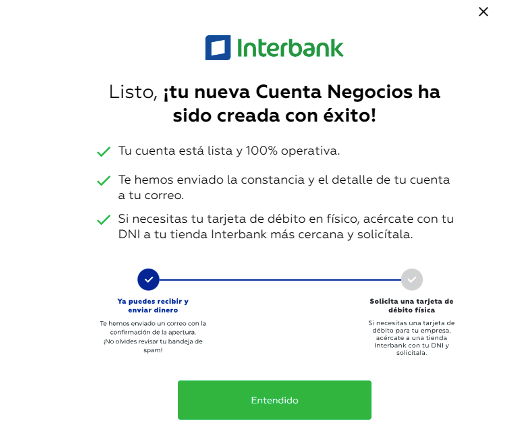 Interbank
Listo, ¡tu nueva Cuenta Negocios ha
sido creada con éxito!
Tu cuenta está lista y 100% operativa.
Te hemos enviado la constancia y el detalle de tu cuenta
a tu correo.
Si necesitas tu tarjeta de débito en físico, acércate con tu
DNI a tu tienda Interbank más cercana y solicítala.
Ya puedes recibir y
enviar dinero
Te hemos enviado un correo con la
confirmación de la apertura.
¡No olvides revisar tu bandeja de
spam!
Solicita una tarjeta de
débito física
Si necesitas una tarjeta de
débito para tu empresa,
acércate a una tienda
Interbank con tu DNI y
solicítala.
Entendido